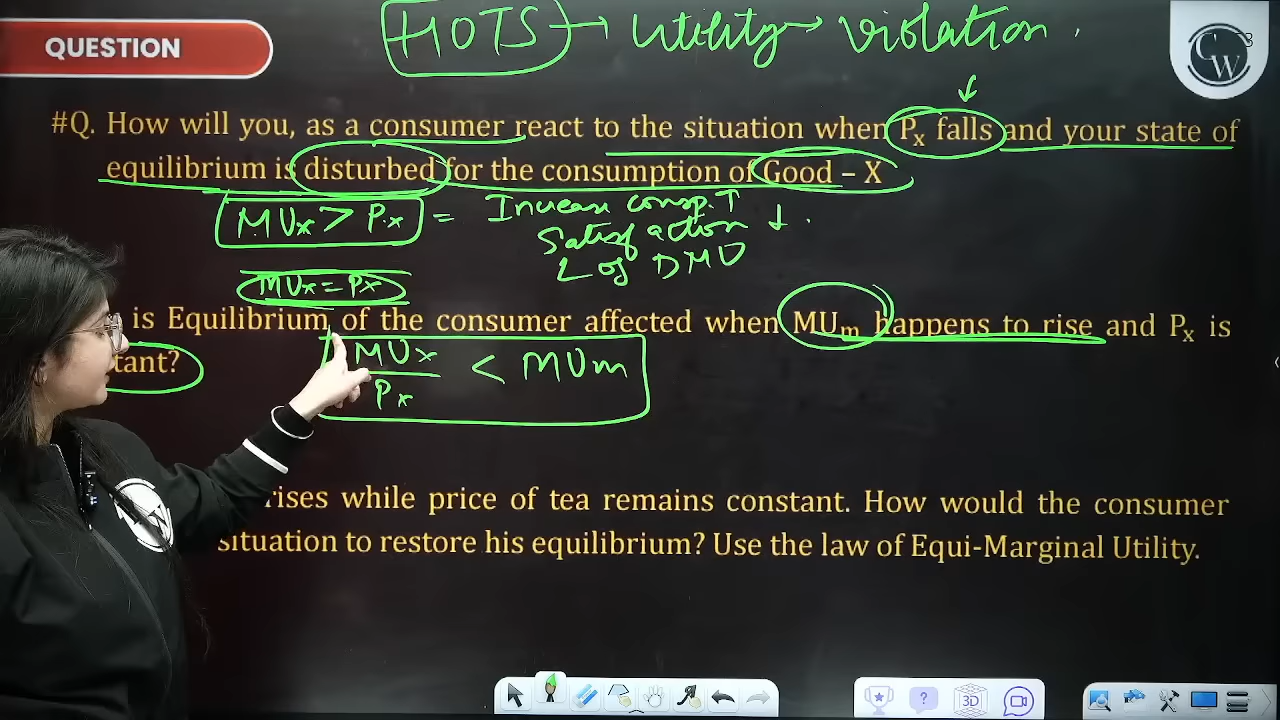 QUESTION
HOTS → Utility → violation.
CW
#Q. How will you, as a consumer react to the situation when Px falls and your state of
equilibrium is disturbed for the consumption of Good – X
MUx > Px = Increase consp. ↑
Satisfaction ↓.
L of DMU
MUx = Px
is Equilibrium of the consumer affected when MUm happens to rise and Px is
tant?
MUx / Px < MUm
rises while price of tea remains constant. How would the consumer
situation to restore his equilibrium? Use the law of Equi-Marginal Utility.
3D